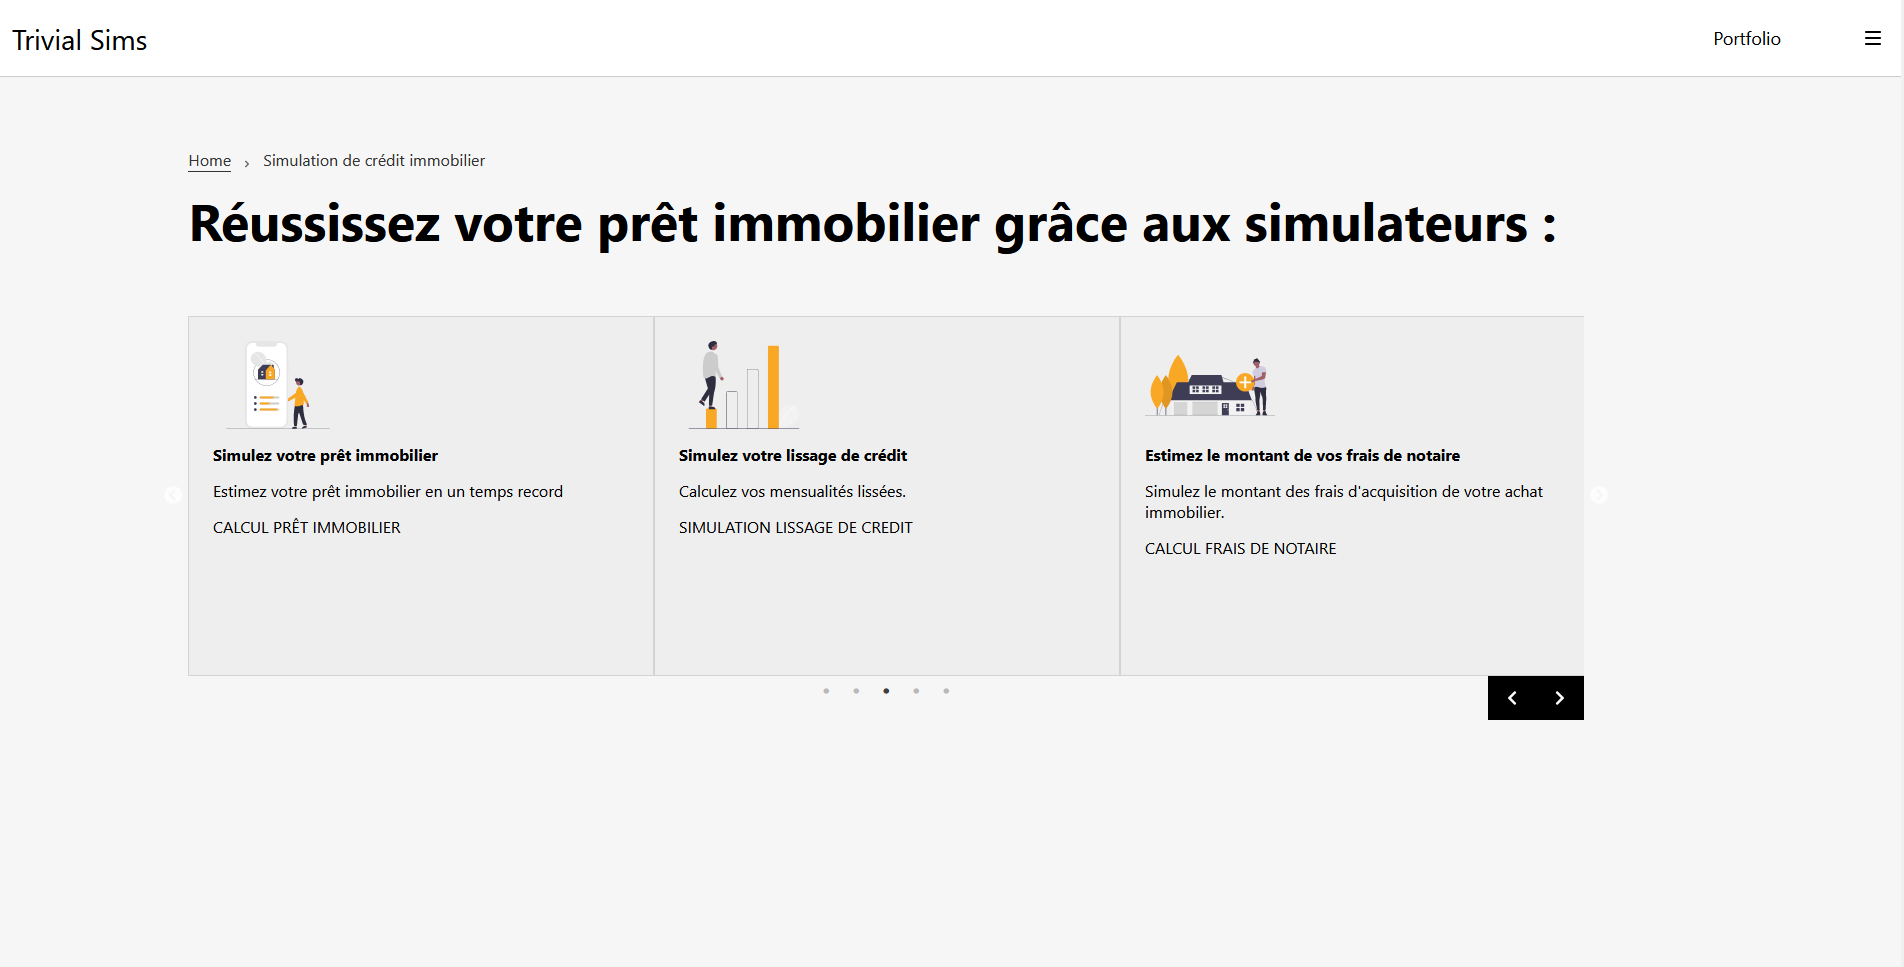 Trivial Sims
Portfolio
Home › Simulation de crédit immobilier
Réussissez votre prêt immobilier grâce aux simulateurs :
Simulez votre prêt immobilier
Estimez votre prêt immobilier en un temps record
CALCUL PRÊT IMMOBILIER
Simulez votre lissage de crédit
Calculez vos mensualités lissées.
SIMULATION LISSAGE DE CREDIT
Estimez le montant de vos frais de notaire
Simulez le montant des frais d'acquisition de votre achat
immobilier.
CALCUL FRAIS DE NOTAIRE